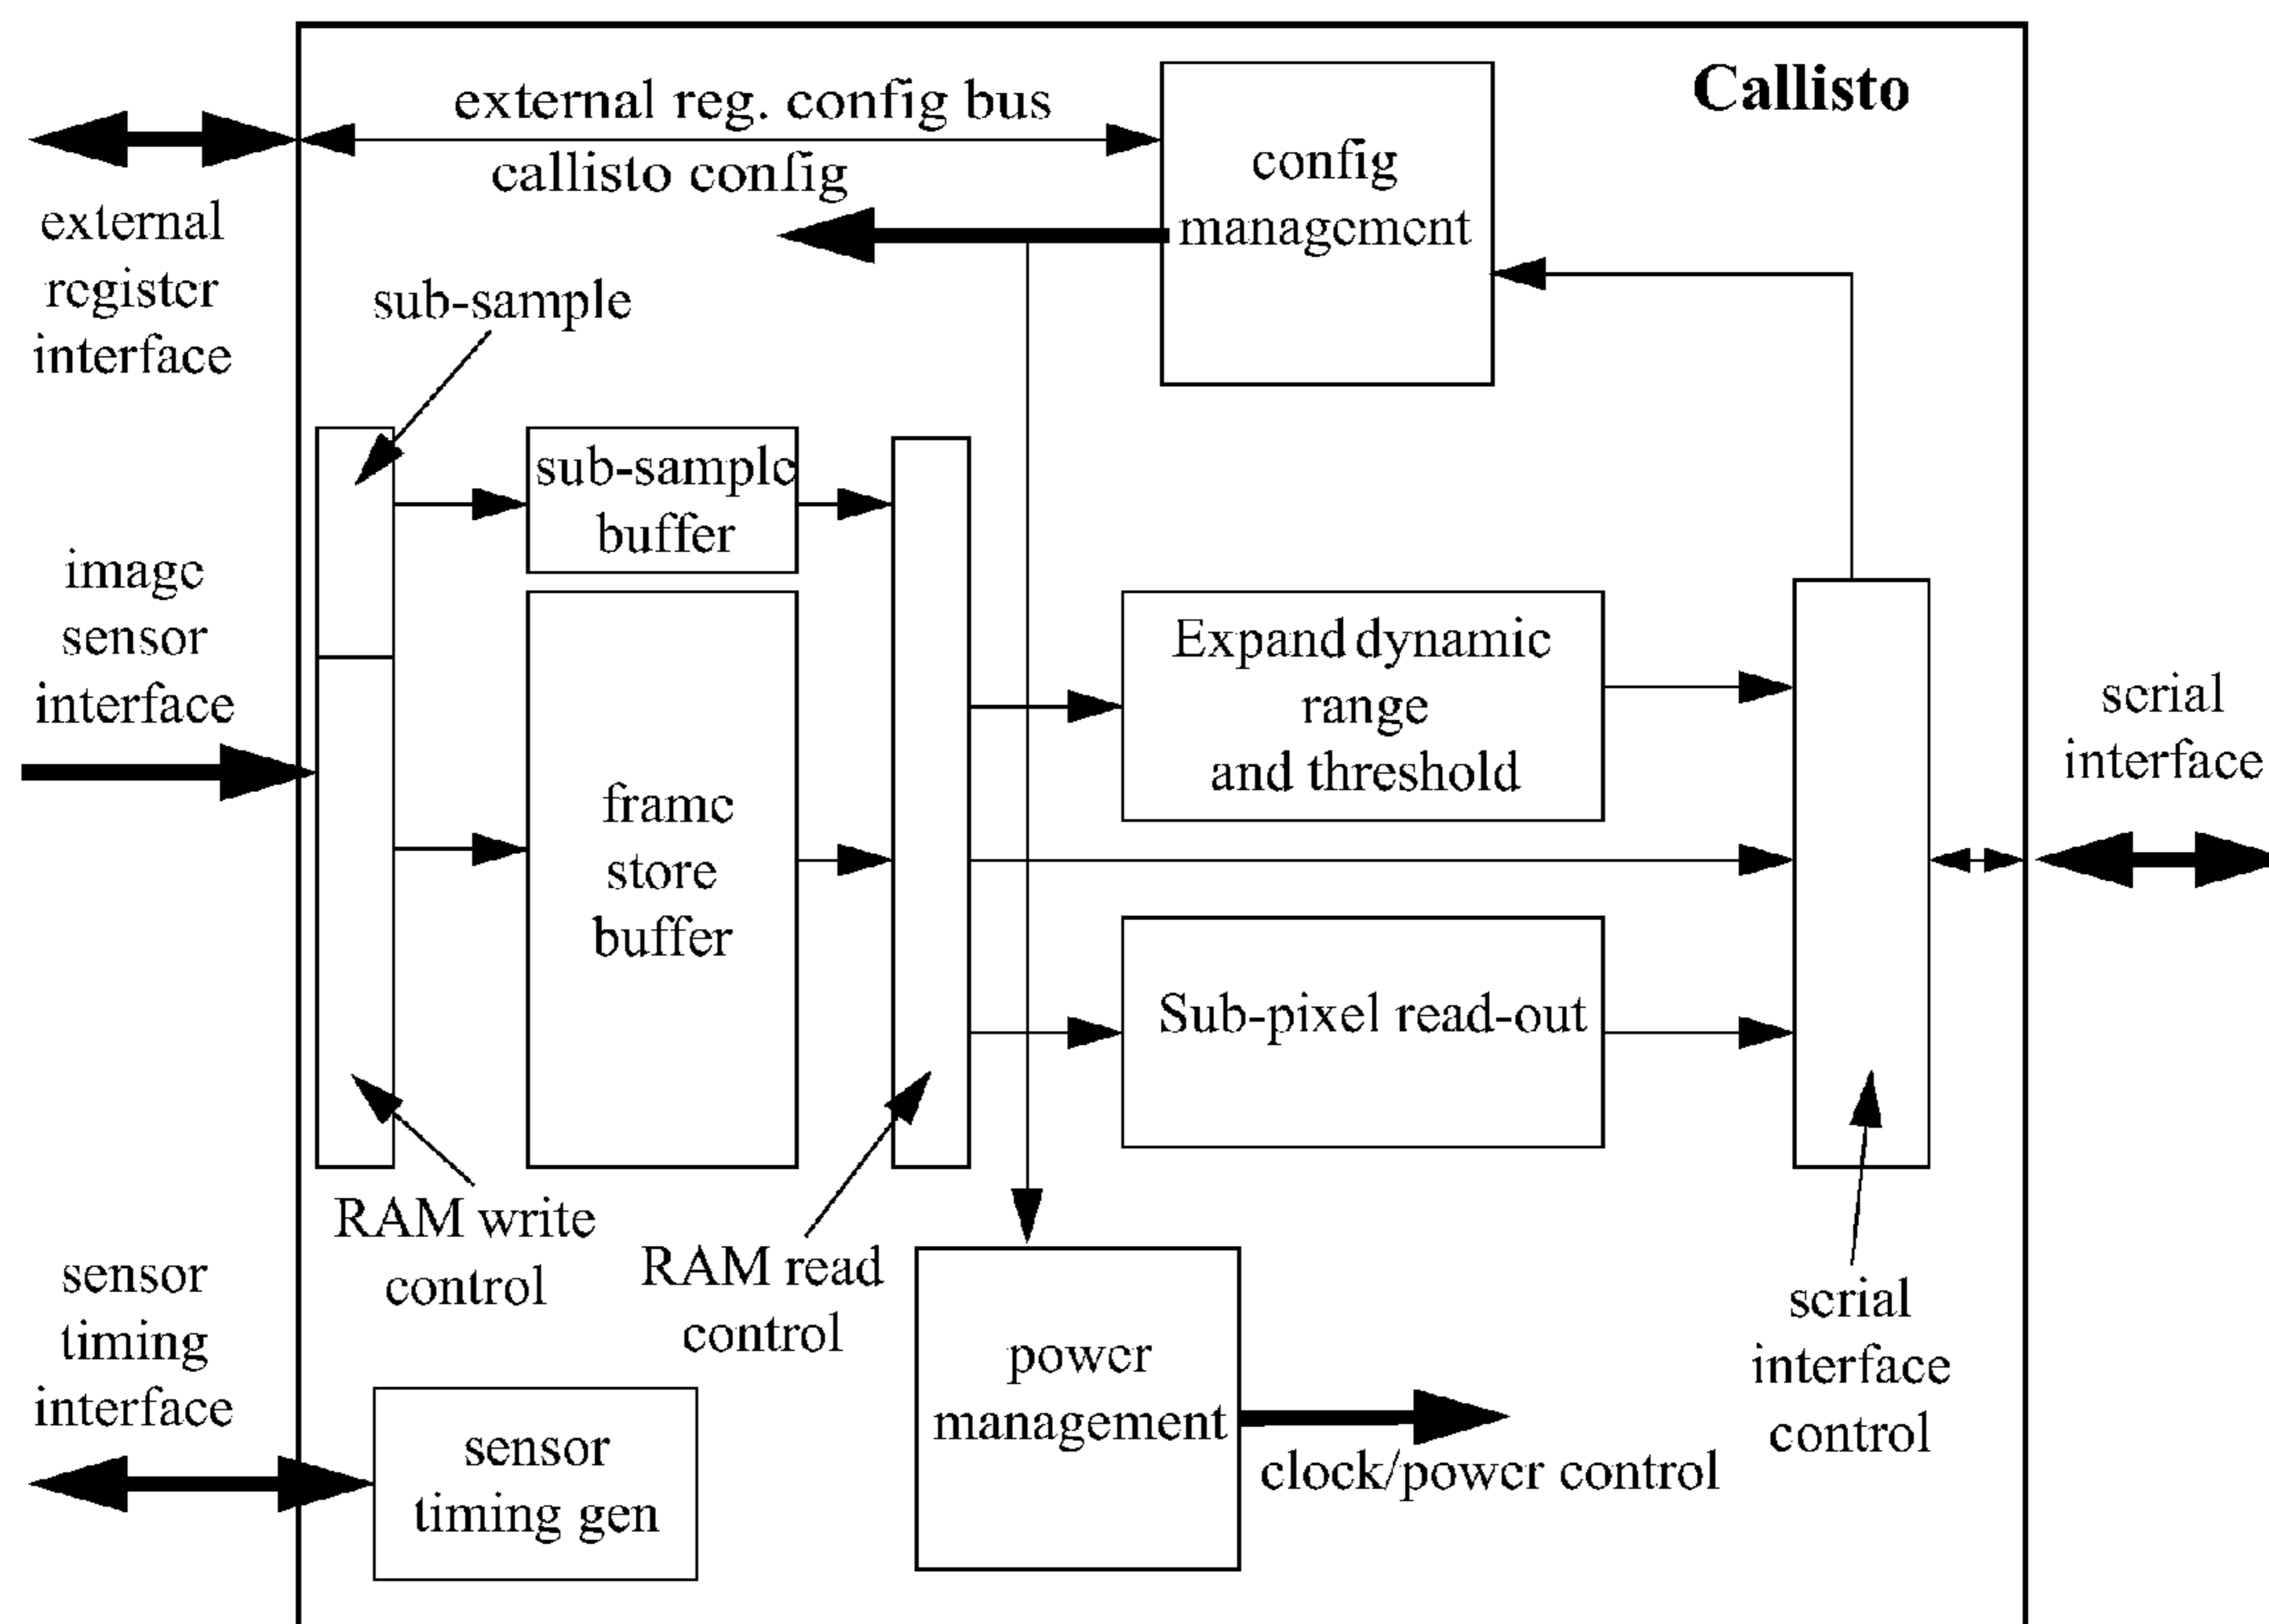 Callisto
external reg. config bus
callisto config
config
management
external
register
interface
sub-sample
sub-sample
buffer
image
sensor
interface
frame
store
buffer
Expand dynamic
range
and threshold
Sub-pixel read-out
serial
interface
RAM write
control
RAM read
control
serial
interface
control
sensor
timing
interface
sensor
timing gen
power
management
clock/power control